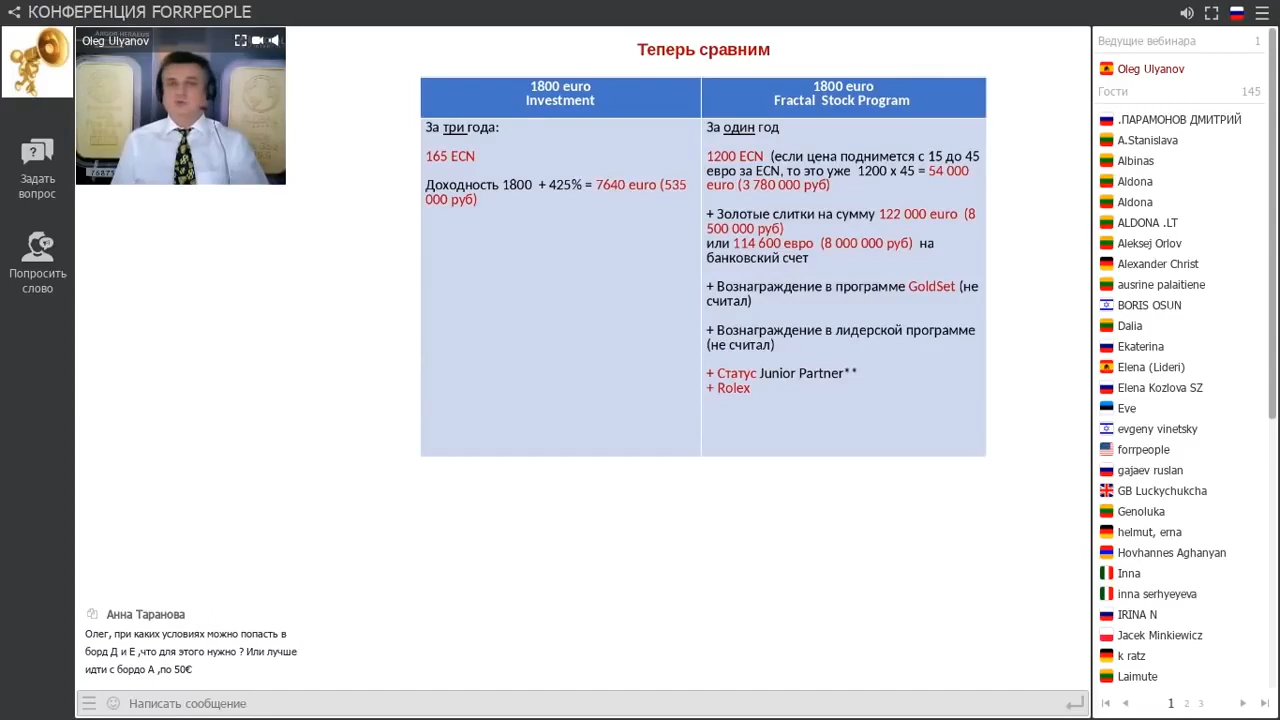 КОНФЕРЕНЦИЯ FORRPEOPLE
Oleg Ulyanov
Задать
вопрос
Попросить
слово
Теперь сравним
1800 euro
Investment
За три года:
165 ECN
Доходность 1800 + 425% = 7640 euro (535
000 руб)
1800 euro
Fractal Stock Program
За один год
1200 ECN (если цена поднимется с 15 до 45
евро за ECN, то это уже 1200 x 45 = 54 000
euro (3 780 000 руб)
+ Золотые слитки на сумму 122 000 euro (8
500 000 руб)
или 114 600 евро (8 000 000 руб) на
банковский счет
+ Вознаграждение в программе GoldSet (не
считал)
+ Вознаграждение в лидерской программе
(не считал)
+ Статус Junior Partner**
+ Rolex
Анна Таранова
Олег, при каких условиях можно попасть в
борд Д и Е ,что для этого нужно ? Или лучше
идти с бордо А ,по 50€
Написать сообщение
Ведущие вебинара 1
Oleg Ulyanov
Гости 145
.ПАРАМОНОВ ДМИТРИЙ
A.Stanislava
Albinas
Aldona
Aldona
ALDONA .LT
Aleksej Orlov
Alexander Christ
ausrine palaitiene
BORIS OSUN
Dalia
Ekaterina
Elena (Lideri)
Elena Kozlova SZ
Eve
evgeny vinetsky
forrpeople
gajaev ruslan
GB Luckychukcha
Genoluka
helmut, erna
Hovhannes Aghanyan
Inna
inna serhyeyeva
IRINA N
Jacek Minkiewicz
k ratz
Laimute
1 2 3